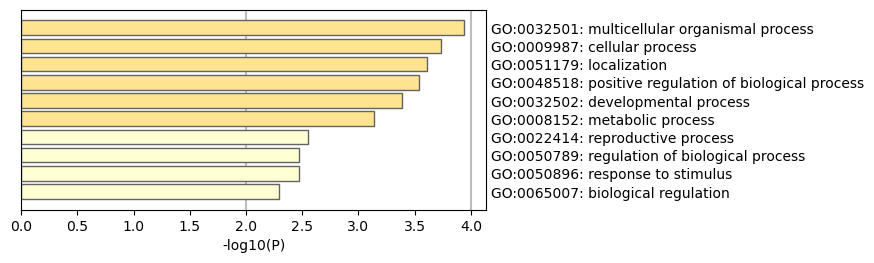 GO:0032501: multicellular organismal process
GO:0009987: cellular process
GO:0051179: localization
GO:0048518: positive regulation of biological process
GO:0032502: developmental process
GO:0008152: metabolic process
GO:0022414: reproductive process
GO:0050789: regulation of biological process
GO:0050896: response to stimulus
GO:0065007: biological regulation
0.0 0.5 1.0 1.5 2.0 2.5 3.0 3.5 4.0
-log10(P)